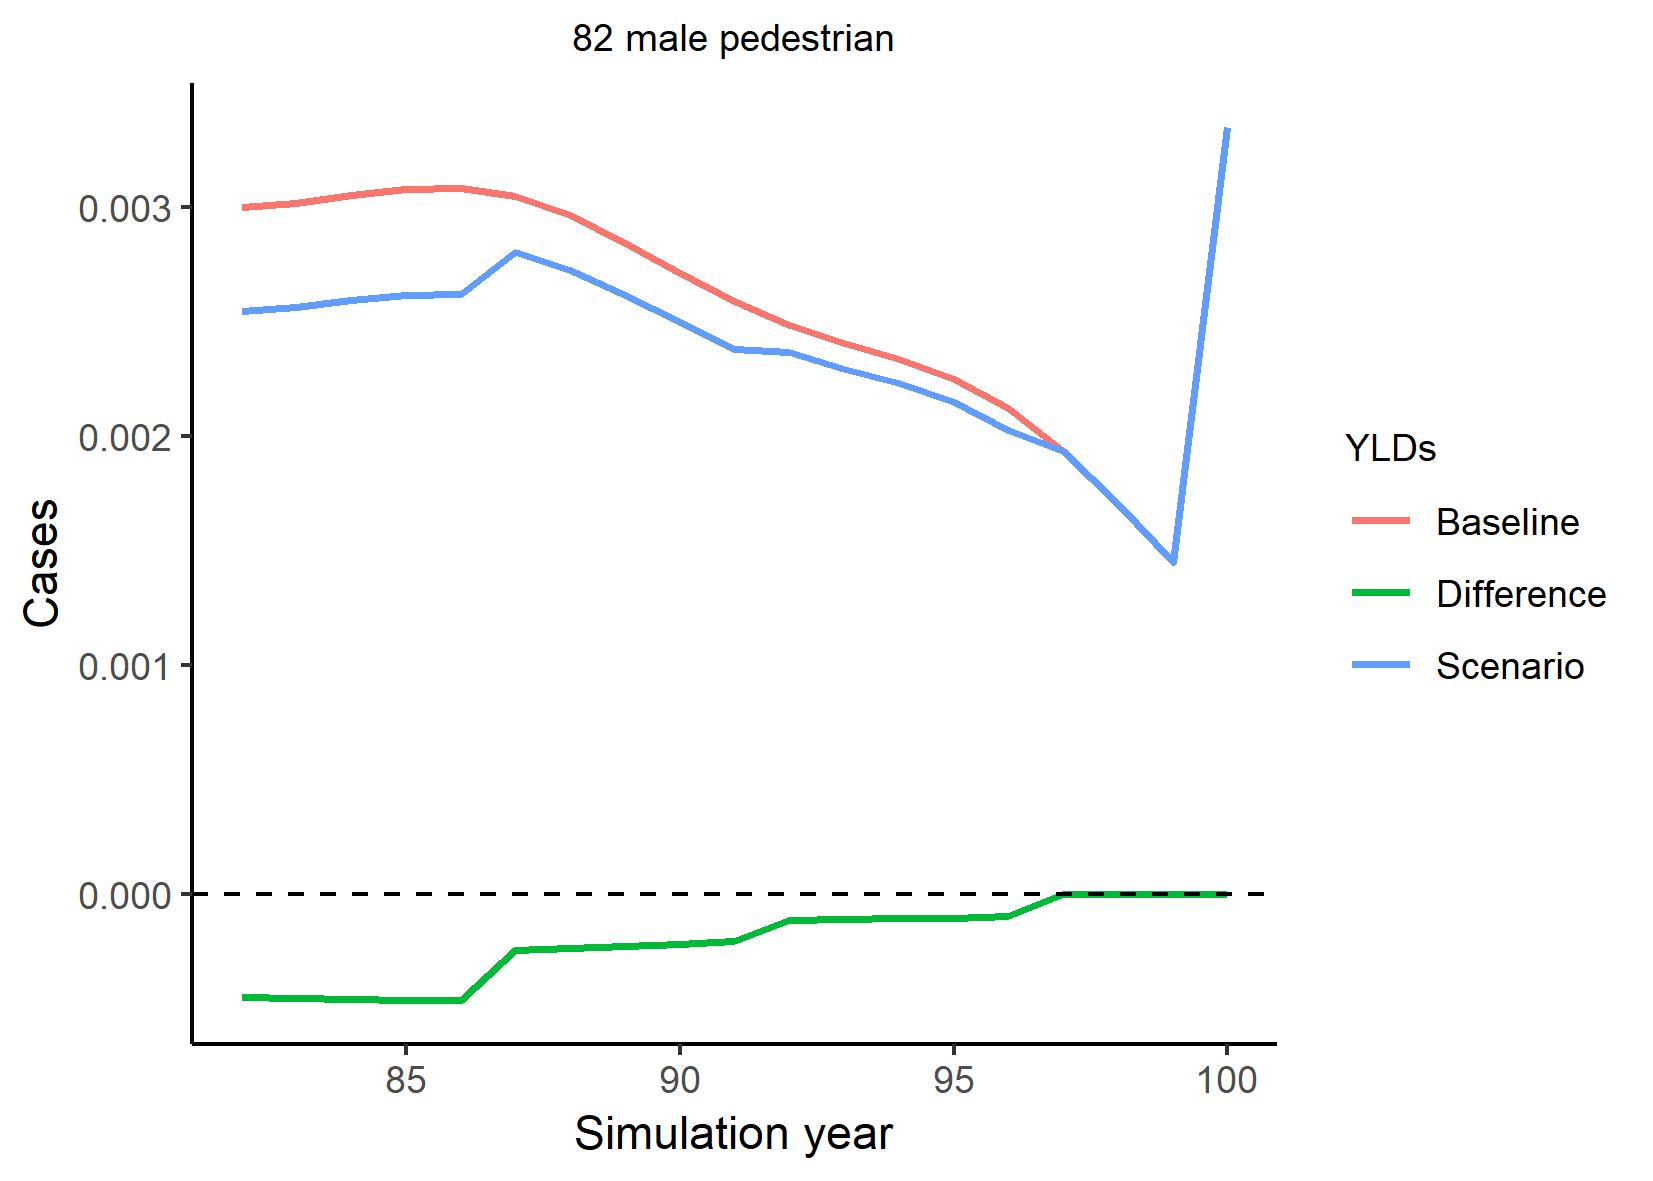 82 male pedestrian
Cases
0.003
0.002
0.001
0.000
85 90 95 100
Simulation year
YLDs
Baseline
Difference
Scenario